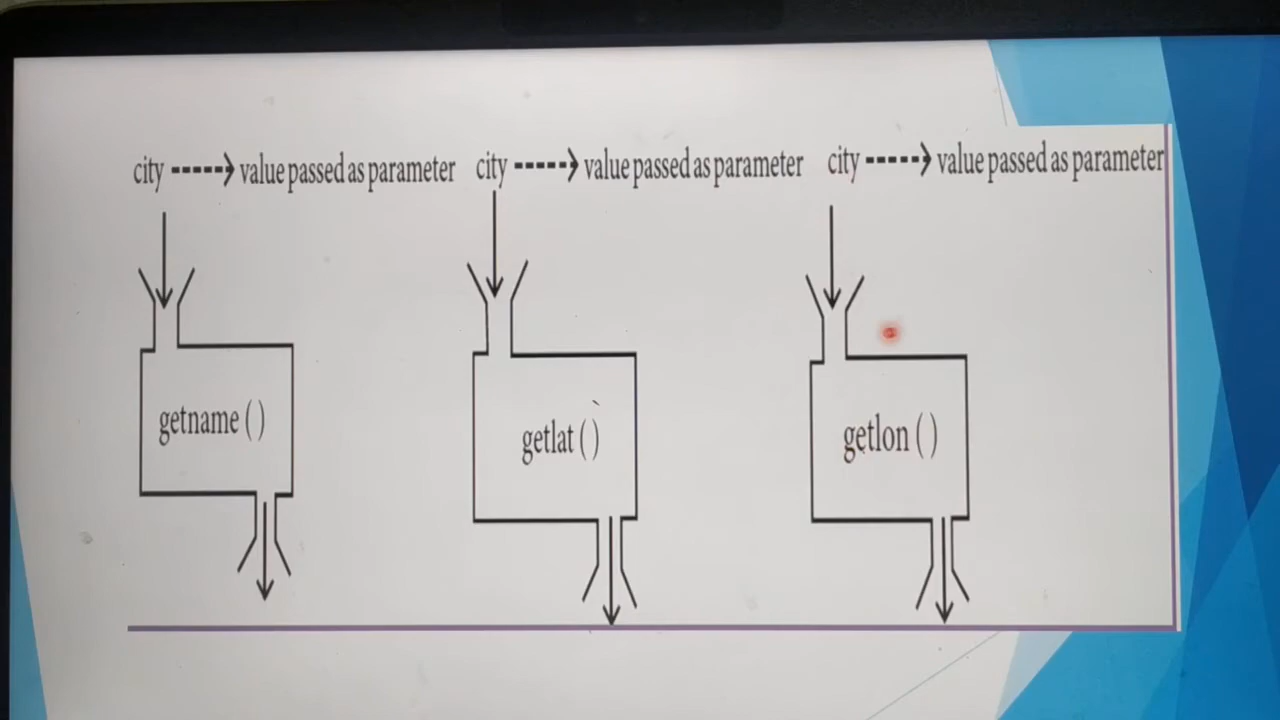 city -----> value passed as parameter
city -----> value passed as parameter
city -----> value passed as parameter
getname ( )
getlat ( )
getlon ( )